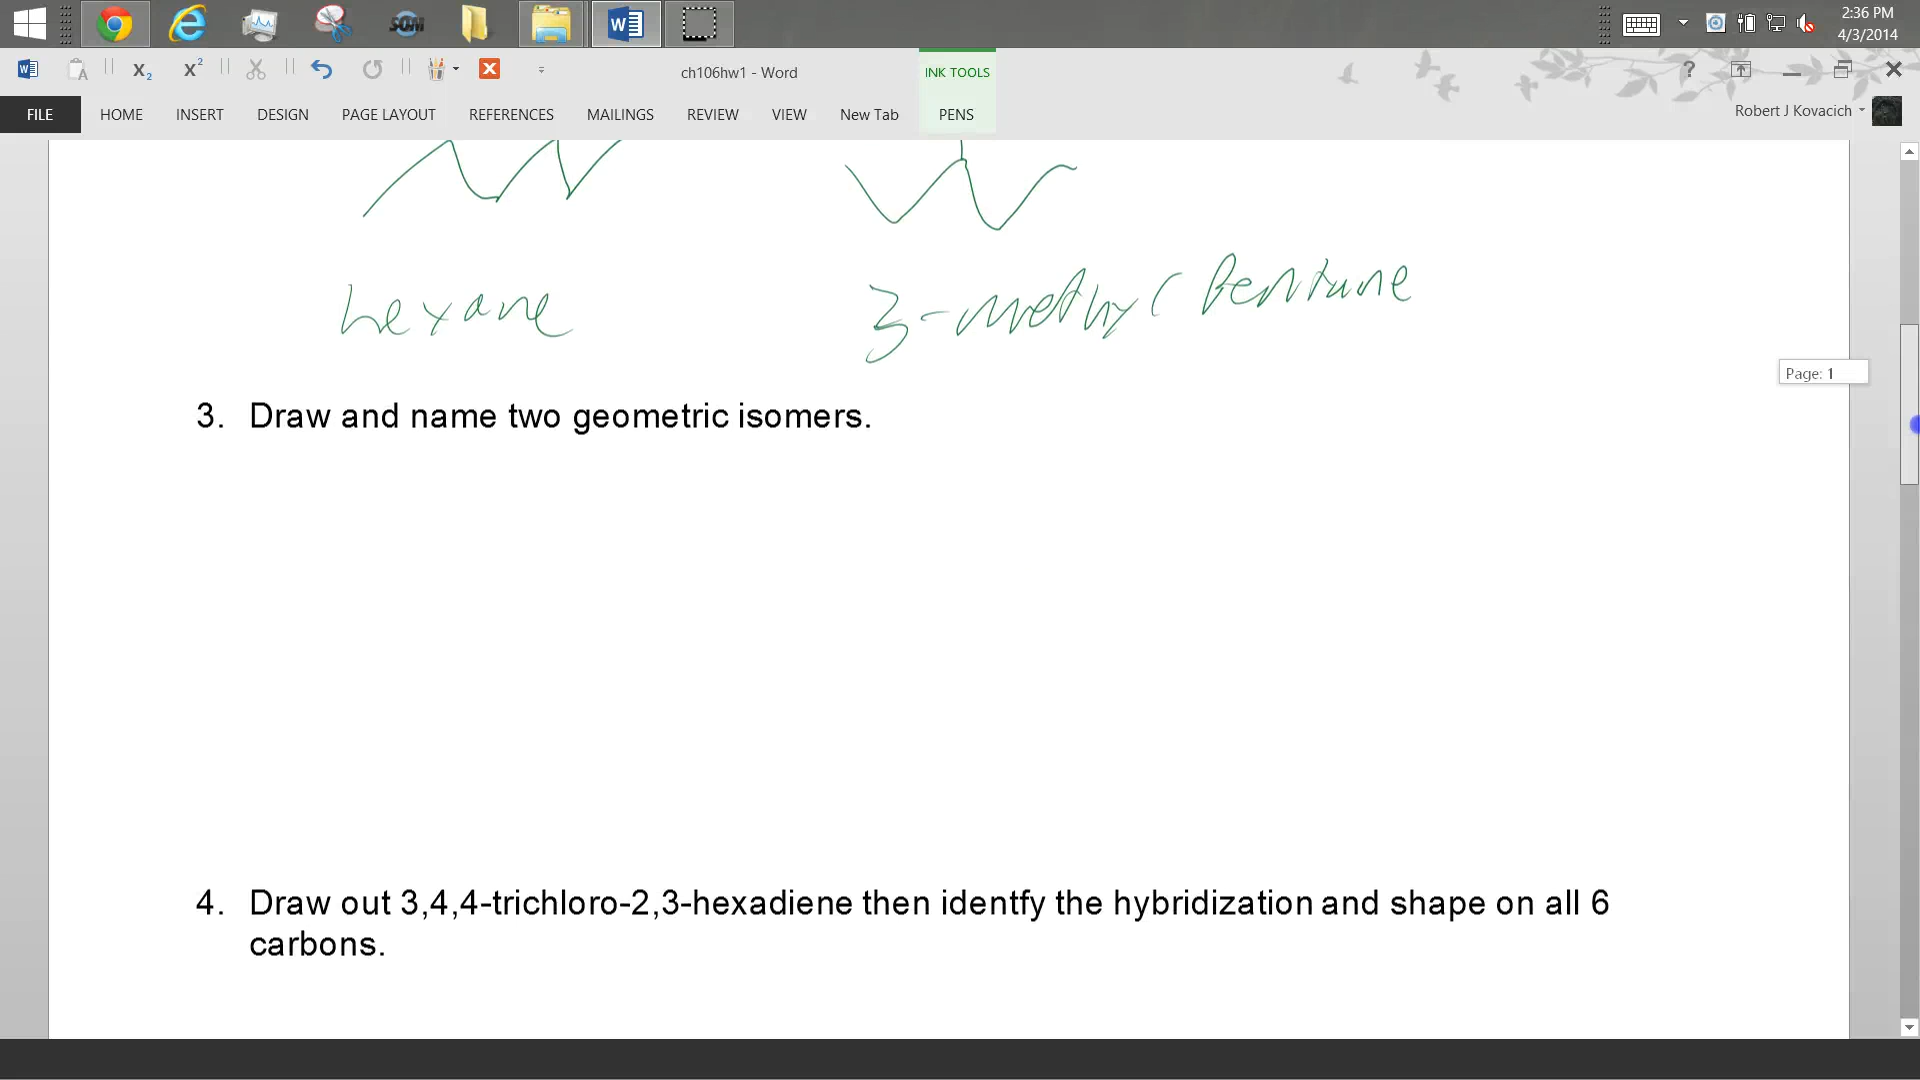 2:36 PM
4/3/2014
SOM
ch106hw1 - Word
INK TOOLS
FILE
HOME
INSERT
DESIGN
PAGE LAYOUT
REFERENCES
MAILINGS
REVIEW
VIEW
New Tab
PENS
Robert J Kovacich
hexane
3-methyl Pentane
Page: 1
3. Draw and name two geometric isomers.
4. Draw out 3,4,4-trichloro-2,3-hexadiene then identfy the hybridization and shape on all 6
carbons.